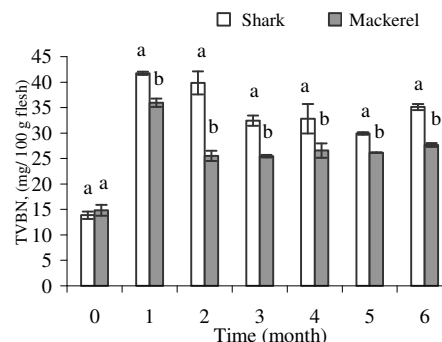 Shark Mackerel
TVBN, (mg/ 100 g flesh)
45
40
35
30
25
20
15
10
5
0
a a
a b
a b
a b
a b
a b
a b
0 1 2 3 4 5 6
Time (month)